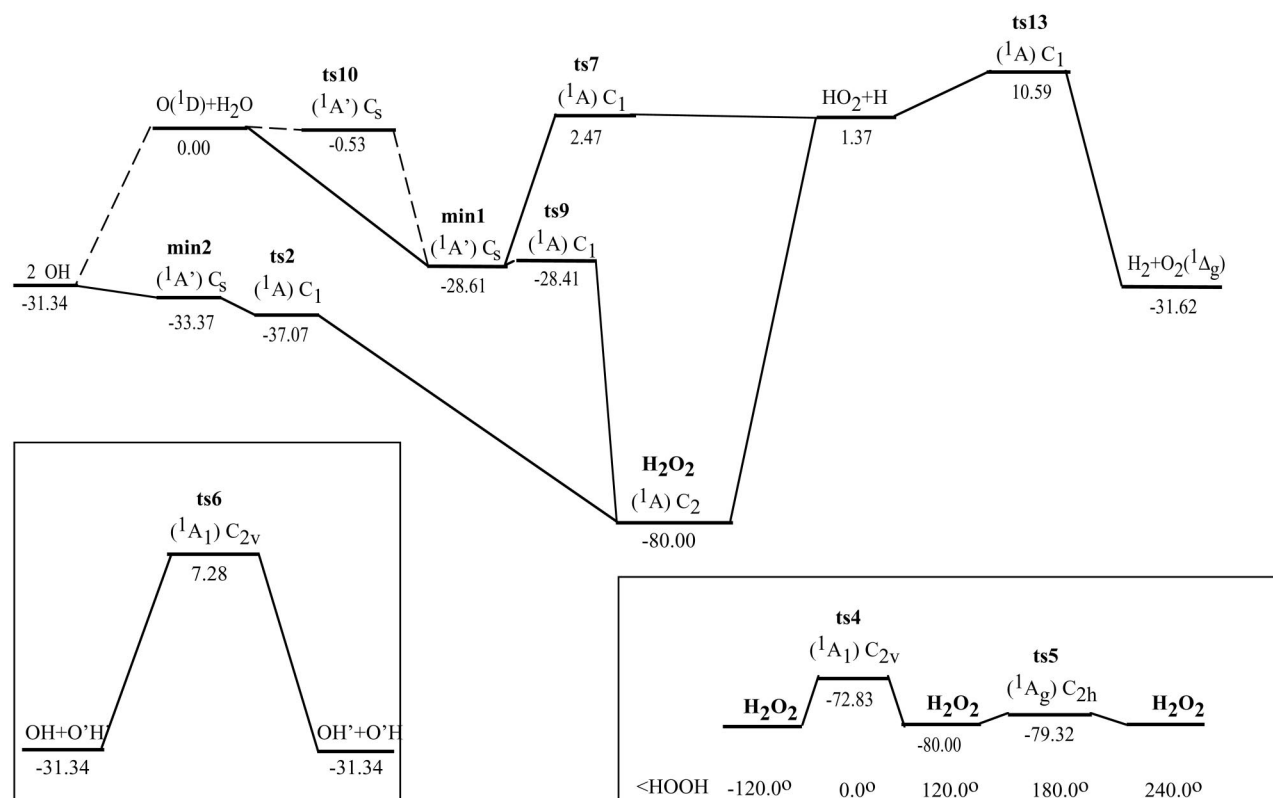 ts13
(¹A) C₁
10.59
ts7
(¹A) C₁
2.47
ts10
(¹A’) Cₛ
-0.53
O(¹D)+H₂O
0.00
HO₂+H
1.37
min1
(¹A’) Cₛ
-28.61
ts9
(¹A) C₁
-28.41
2 OH
-31.34
min2
(¹A’) Cₛ
-33.37
ts2
(¹A) C₁
-37.07
H₂+O₂(¹Δg)
-31.62
H₂O₂
(¹A) C₂
-80.00
ts6
(¹A₁) C₂ᵥ
7.28
OH+O’H’
-31.34
OH’+O’H
-31.34
ts4
(¹A₁) C₂ᵥ
-72.83
ts5
(¹Ag) C₂ₕ
-79.32
H₂O₂
H₂O₂
-80.00
H₂O₂
<HOOH -120.0º 0.0º 120.0º 180.0º 240.0º